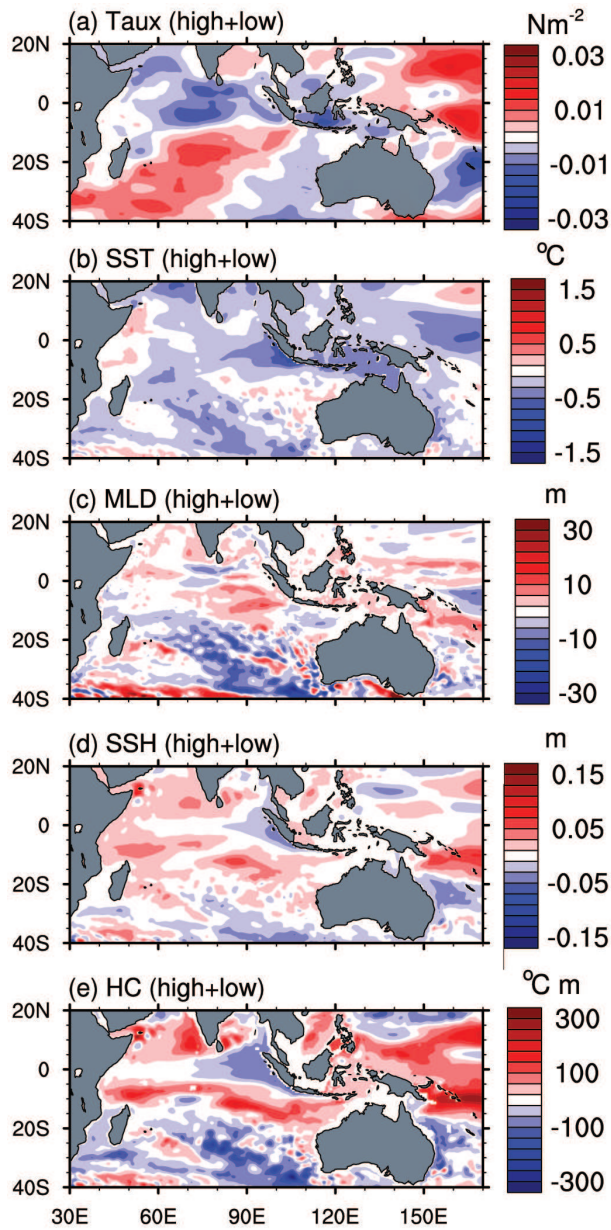 (a) Taux (high+low) Nm-2
20N 0.03
0 0.01
20S -0.01
40S -0.03
(b) SST (high+low) oC
20N 1.5
0 0.5
20S -0.5
40S -1.5
(c) MLD (high+low) m
20N 30
0 10
20S -10
40S -30
(d) SSH (high+low) m
20N 0.15
0 0.05
20S -0.05
40S -0.15
(e) HC (high+low) oC m
20N 300
0 100
20S -100
40S -300
30E 60E 90E 120E 150E